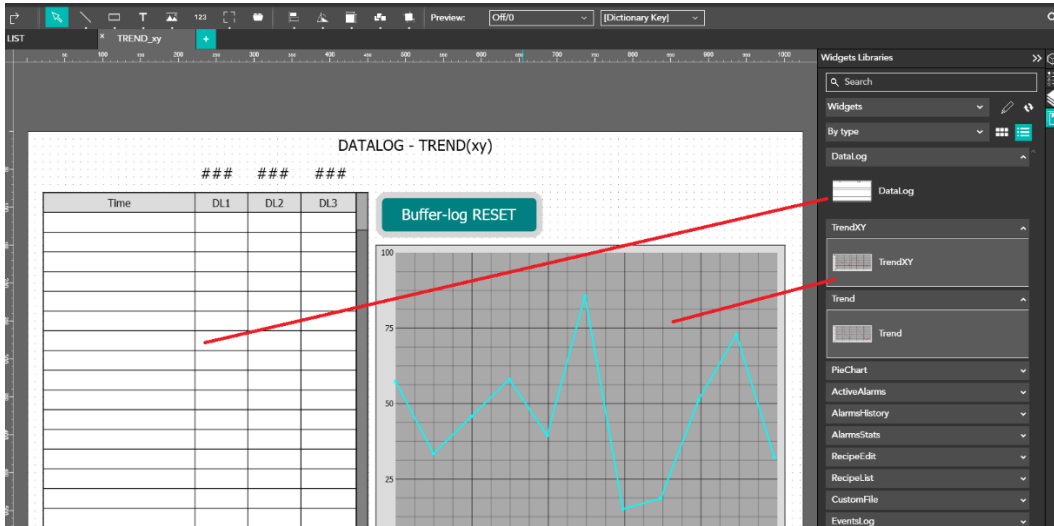 T
123
Preview:
Off/0
[Dictionary Key]
LIST
× TREND_xy
+
100 200 300 400 500 600 700 800 900 1000
Widgets Libraries
Search
Widgets
By type
DataLog
DataLog
TrendXY
TrendXY
Trend
Trend
PieChart
ActiveAlarms
AlarmsHistory
AlarmsStats
RecipeEdit
RecipeList
CustomFile
EventsLog
DATALOG - TREND(xy)
### ### ###
Time DL1 DL2 DL3
Buffer-log RESET
100
75
50
25